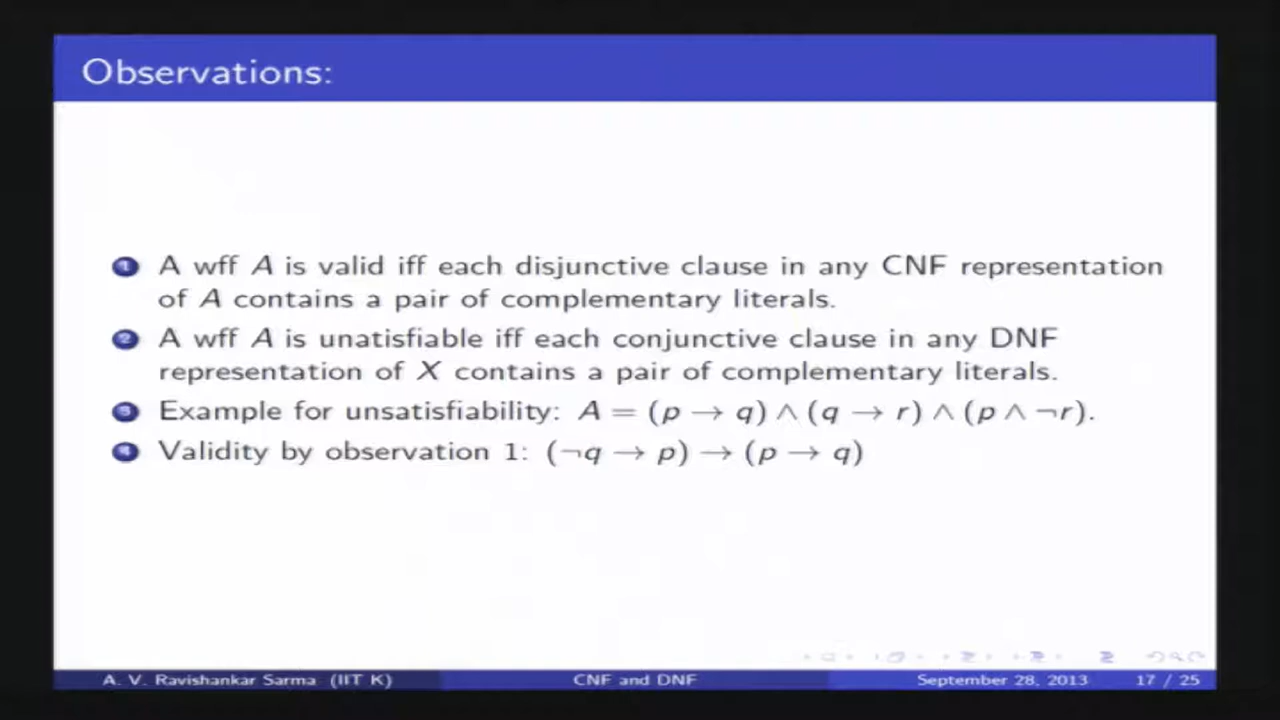 Observations:
1 A wff A is valid iff each disjunctive clause in any CNF representation
of A contains a pair of complementary literals.
2 A wff A is unatisfiable iff each conjunctive clause in any DNF
representation of X contains a pair of complementary literals.
3 Example for unsatisfiability: A = (p → q) ∧ (q → r) ∧ (p ∧ ¬r).
4 Validity by observation 1: (¬q → p) → (p → q)
A. V. Ravishankar Sarma (IIT K) CNF and DNF September 28, 2013 17 / 25